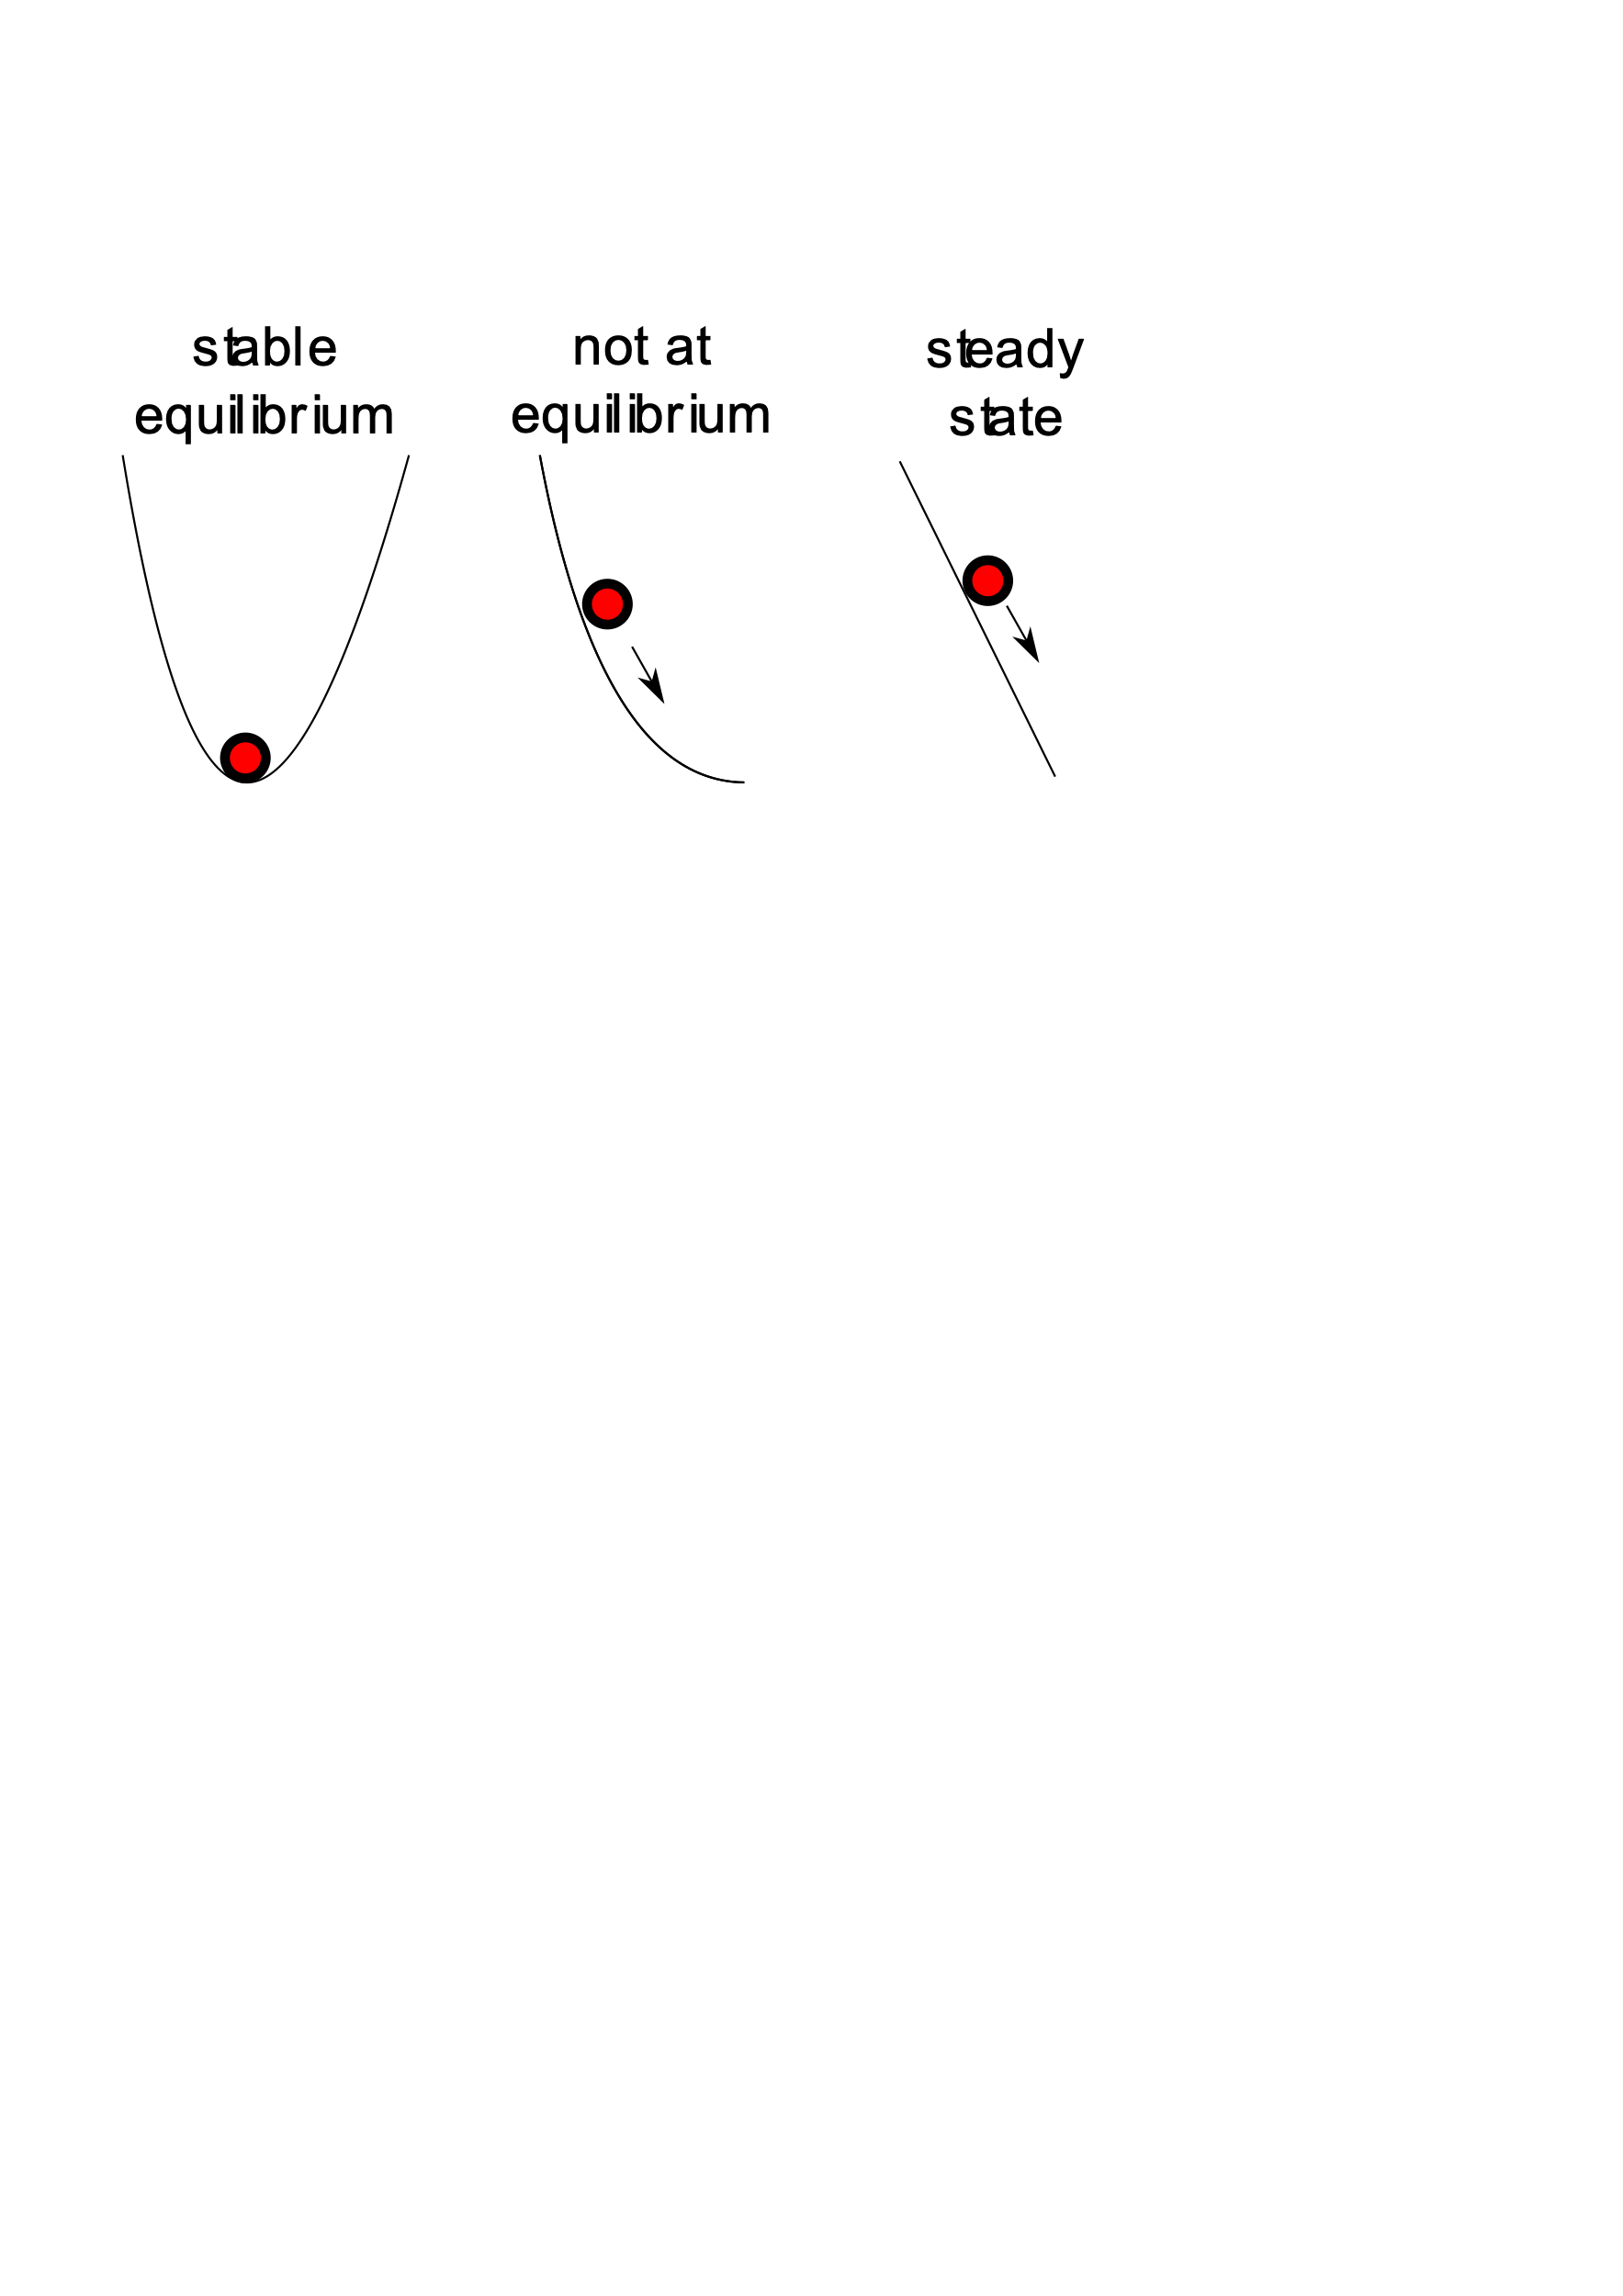 stable
equilibrium
not at
equilibrium
steady
state